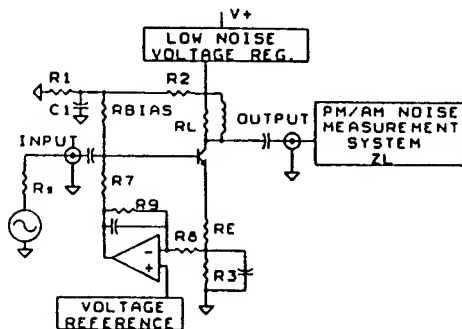 V+
LOW NOISE
VOLTAGE REG.
R1
R2
C1
RBIAS
RL
OUTPUT
PM/AM NOISE
MEASUREMENT
SYSTEM
ZL
INPUT
R7
Rs
R9
R8
RE
R3
-
+
VOLTAGE
REFERENCE